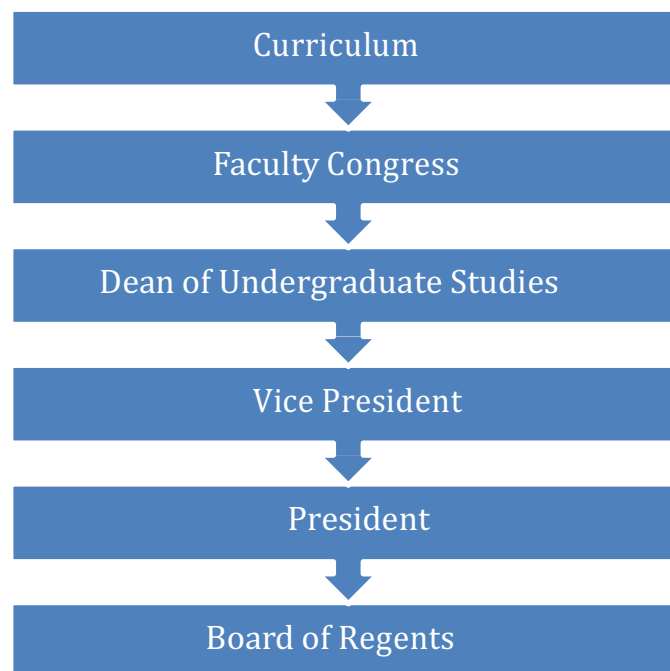 Curriculum
Faculty Congress
Dean of Undergraduate Studies
Vice President
President
Board of Regents